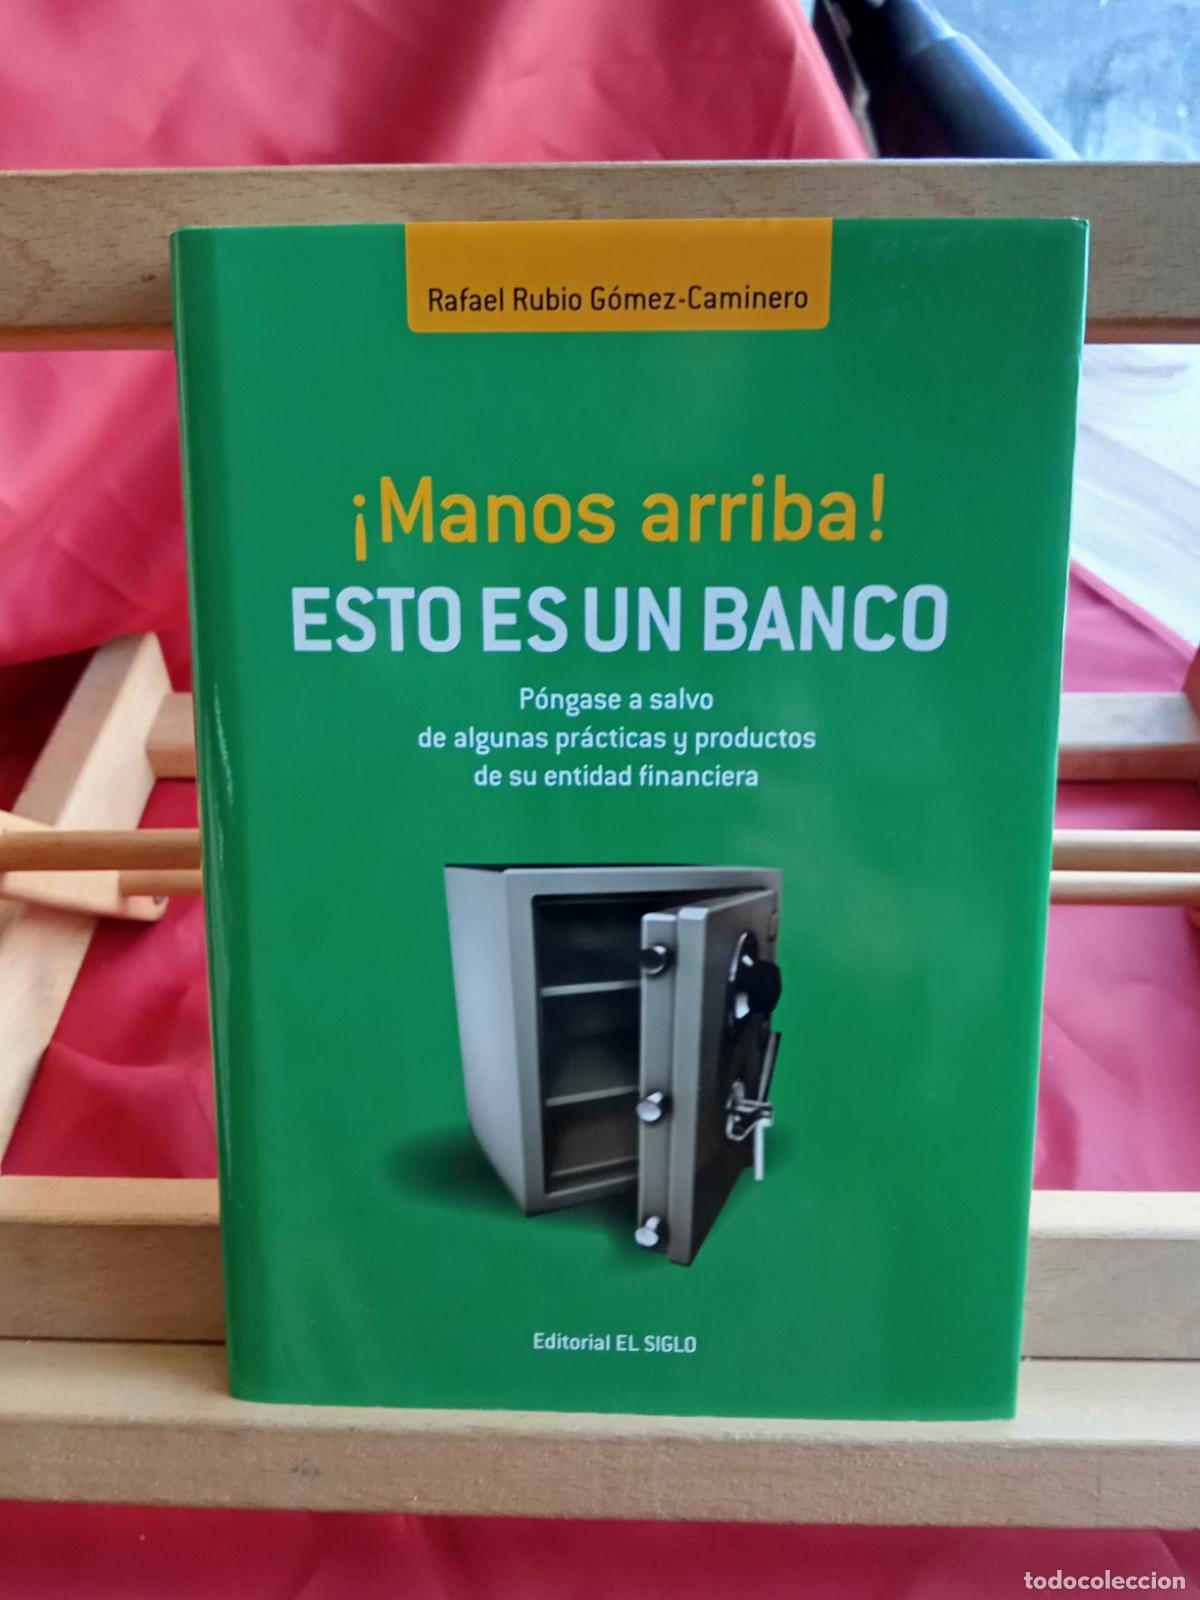 Rafael Rubio Gómez-Caminero
¡Manos arriba!
ESTO ES UN BANCO
Póngase a salvo
de algunas prácticas y productos
de su entidad financiera
Editorial EL SIGLO
todocoleccion